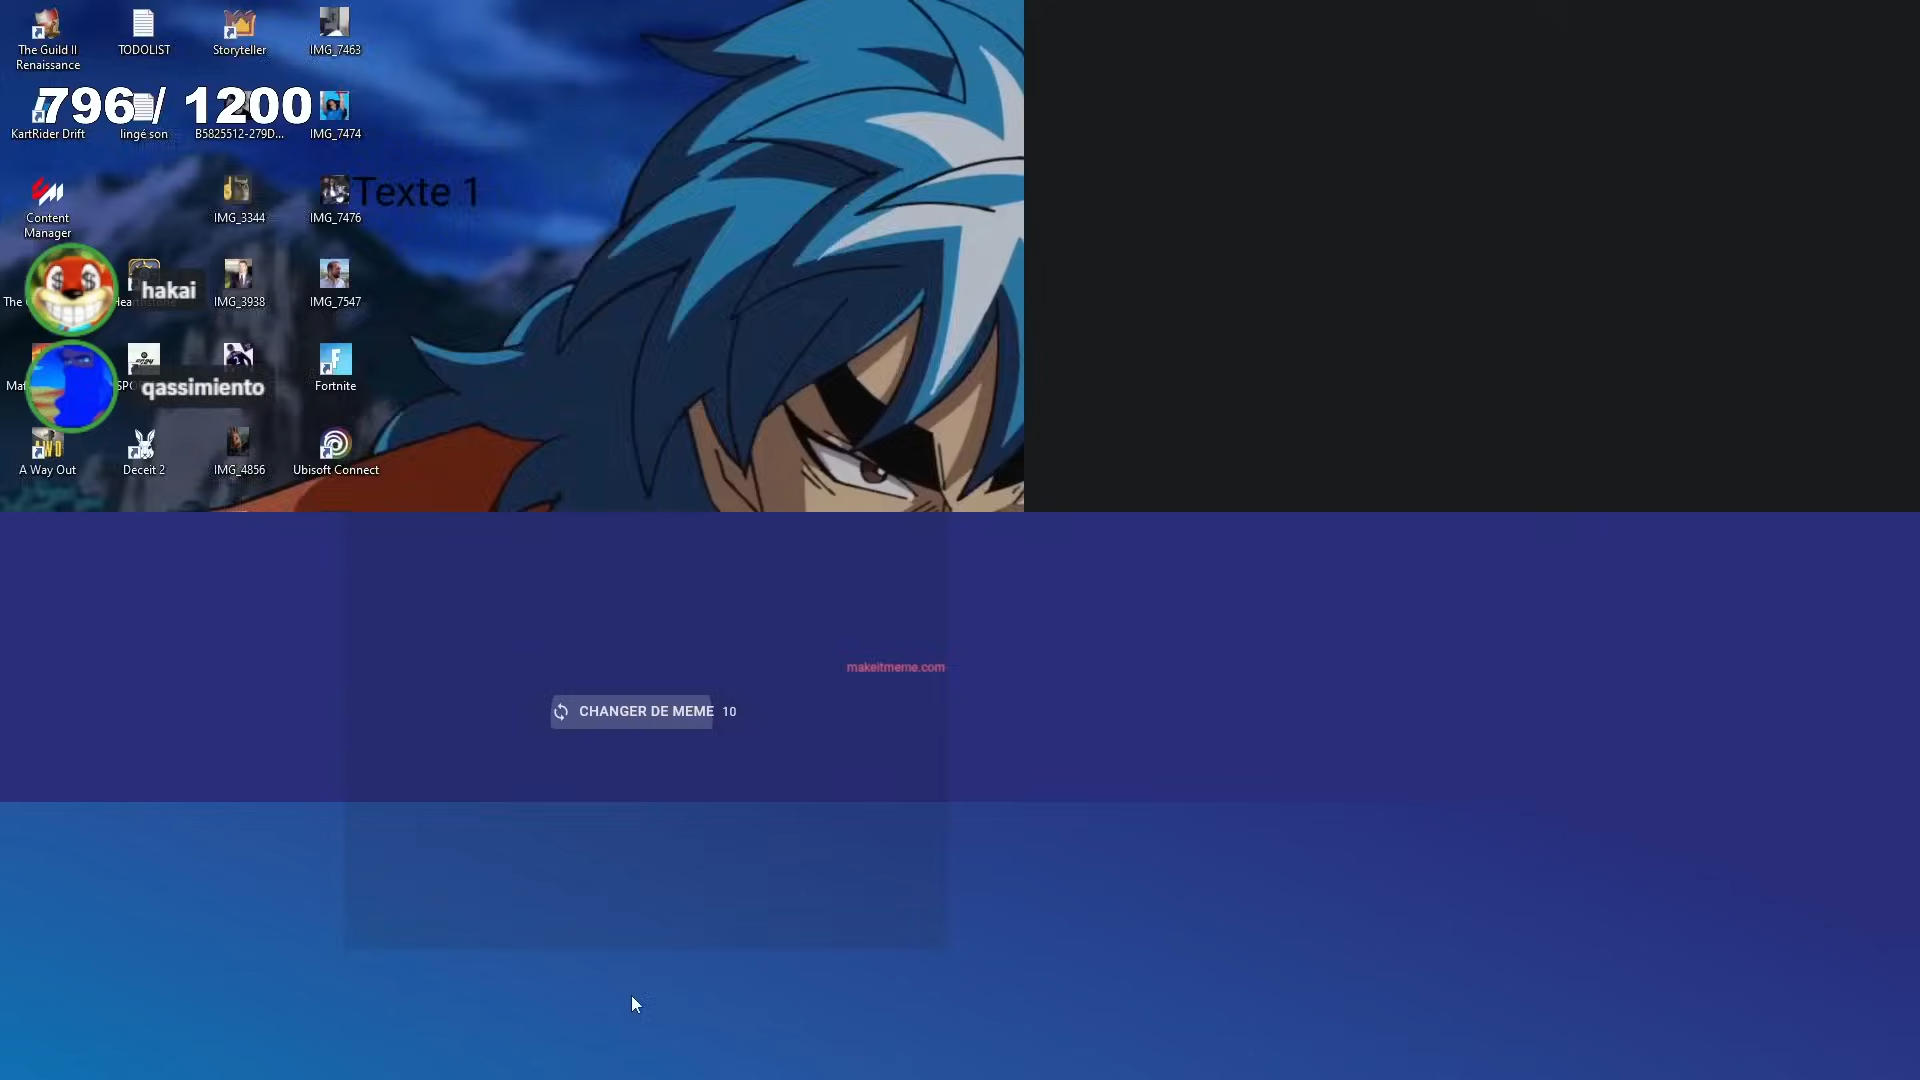 The Guild II
Renaissance
TODOLIST
Storyteller
IMG_7463
796 / 1200
KartRider Drift
lingé son
B5825512-279D...
IMG_7474
Texte 1
Content
Manager
IMG_3344
IMG_7476
hakai
The
IMG_3938
IMG_7547
qassimiento
Fortnite
A Way Out
Deceit 2
IMG_4856
Ubisoft Connect
makeitmeme.com
CHANGER DE MEME 10